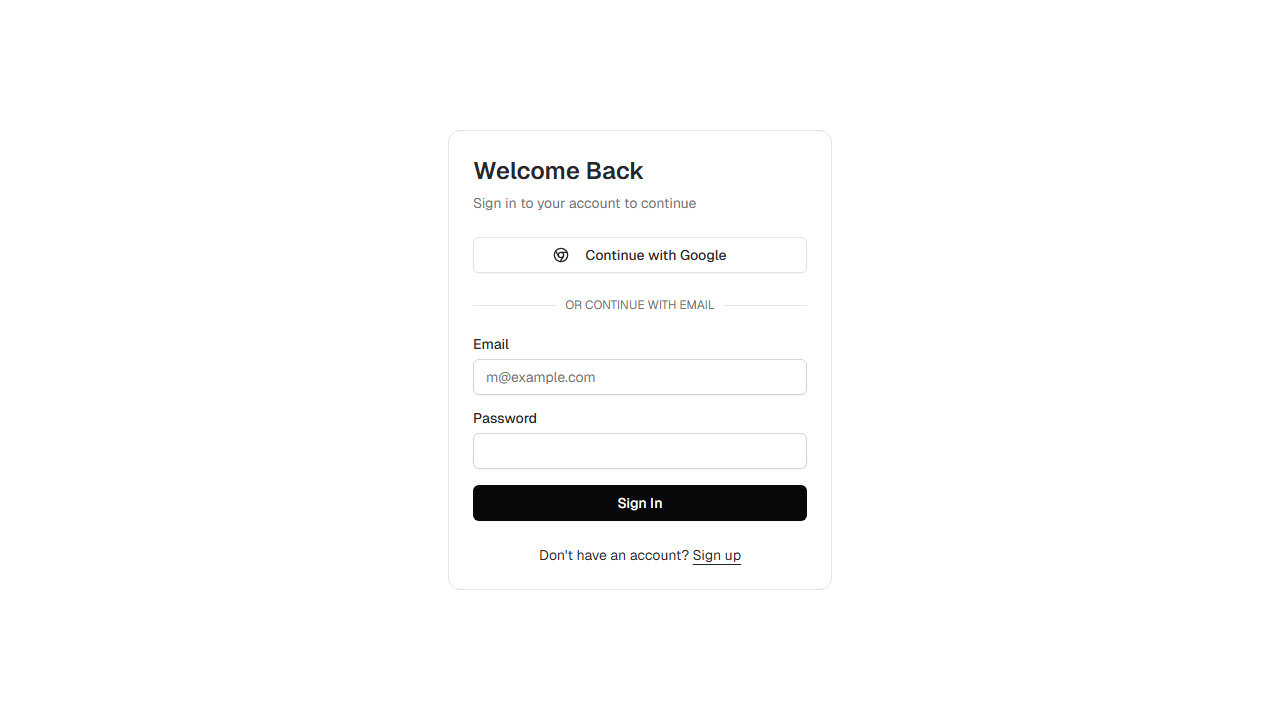 Welcome Back
Sign in to your account to continue
Continue with Google
OR CONTINUE WITH EMAIL
Email
m@example.com
Password
Sign In
Don't have an account? Sign up